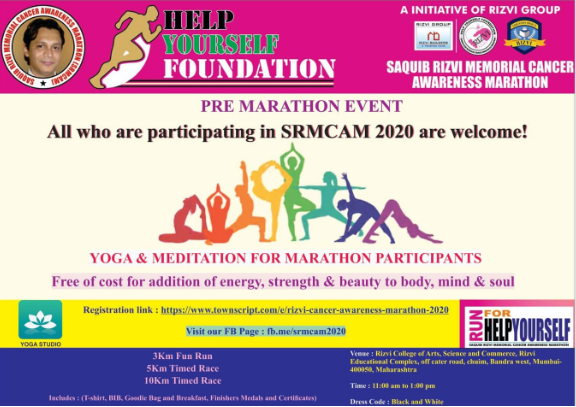 SAQUIB RIZVI MEMORIAL CANCER AWARENESS MARATHON (SRMCAM)
HELP
YOURSELF
FOUNDATION
A INITIATIVE OF RIZVI GROUP
RIZVI GROUP
RIZVI
SAQUIB RIZVI MEMORIAL CANCER
AWARENESS MARATHON
PRE MARATHON EVENT
All who are participating in SRMCAM 2020 are welcome!
YOGA & MEDITATION FOR MARATHON PARTICIPANTS
Free of cost for addition of energy, strength & beauty to body, mind & soul
Registration link : https://www.townscript.com/e/rizvi-cancer-awareness-marathon-2020
Visit our FB Page : fb.me/srmcam2020
YOGA STUDIO
RUN FOR
HELPYOURSELF
SAQUIB RIZVI MEMORIAL CANCER AWARENESS MARATHON
3Km Fun Run
5Km Timed Race
10Km Timed Race
Includes : (T-shirt, BIB, Goodie Bag and Breakfast, Finishers Medals and Certificates)
Venue : Rizvi College of Arts, Science and Commerce, Rizvi
Educational Complex, off cater road, chuim, Bandra west, Mumbai-
400050, Maharashtra
Time : 11:00 am to 1:00 pm
Dress Code : Black and White